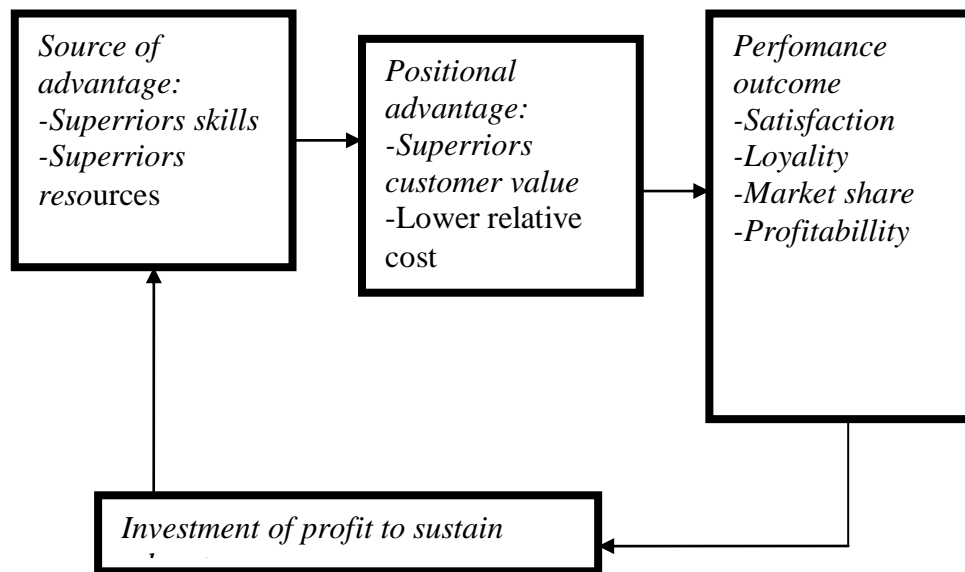 Source of
advantage:
-Superriors skills
-Superriors
resources
Positional
advantage:
-Superriors
customer value
-Lower relative
cost
Perfomance
outcome
-Satisfaction
-Loyality
-Market share
-Profitabillity
Investment of profit to sustain